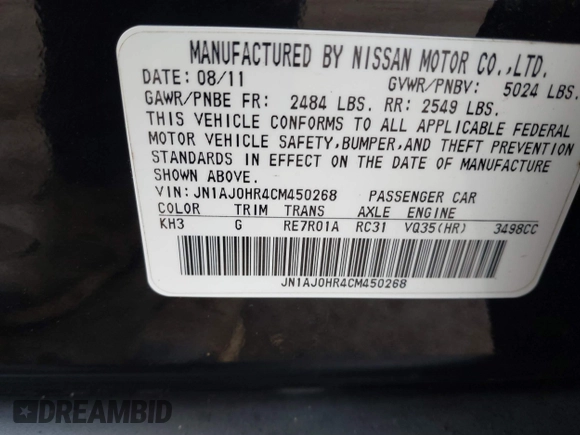 MANUFACTURED BY NISSAN MOTOR CO.,LTD.
DATE: 08/11 GVWR/PNBV: 5024 LBS.
GAWR/PNBE FR: 2484 LBS. RR: 2549 LBS.
THIS VEHICLE CONFORMS TO ALL APPLICABLE FEDERAL
MOTOR VEHICLE SAFETY,BUMPER,AND THEFT PREVENTION
STANDARDS IN EFFECT ON THE DATE OF MANUFACTURE
SHOWN ABOVE.
VIN: JN1AJ0HR4CM450268 PASSENGER CAR
COLOR TRIM TRANS AXLE ENGINE
KH3 G RE7R01A RC31 VQ35(HR) 3498CC
JN1AJ0HR4CM450268
DREAMBID